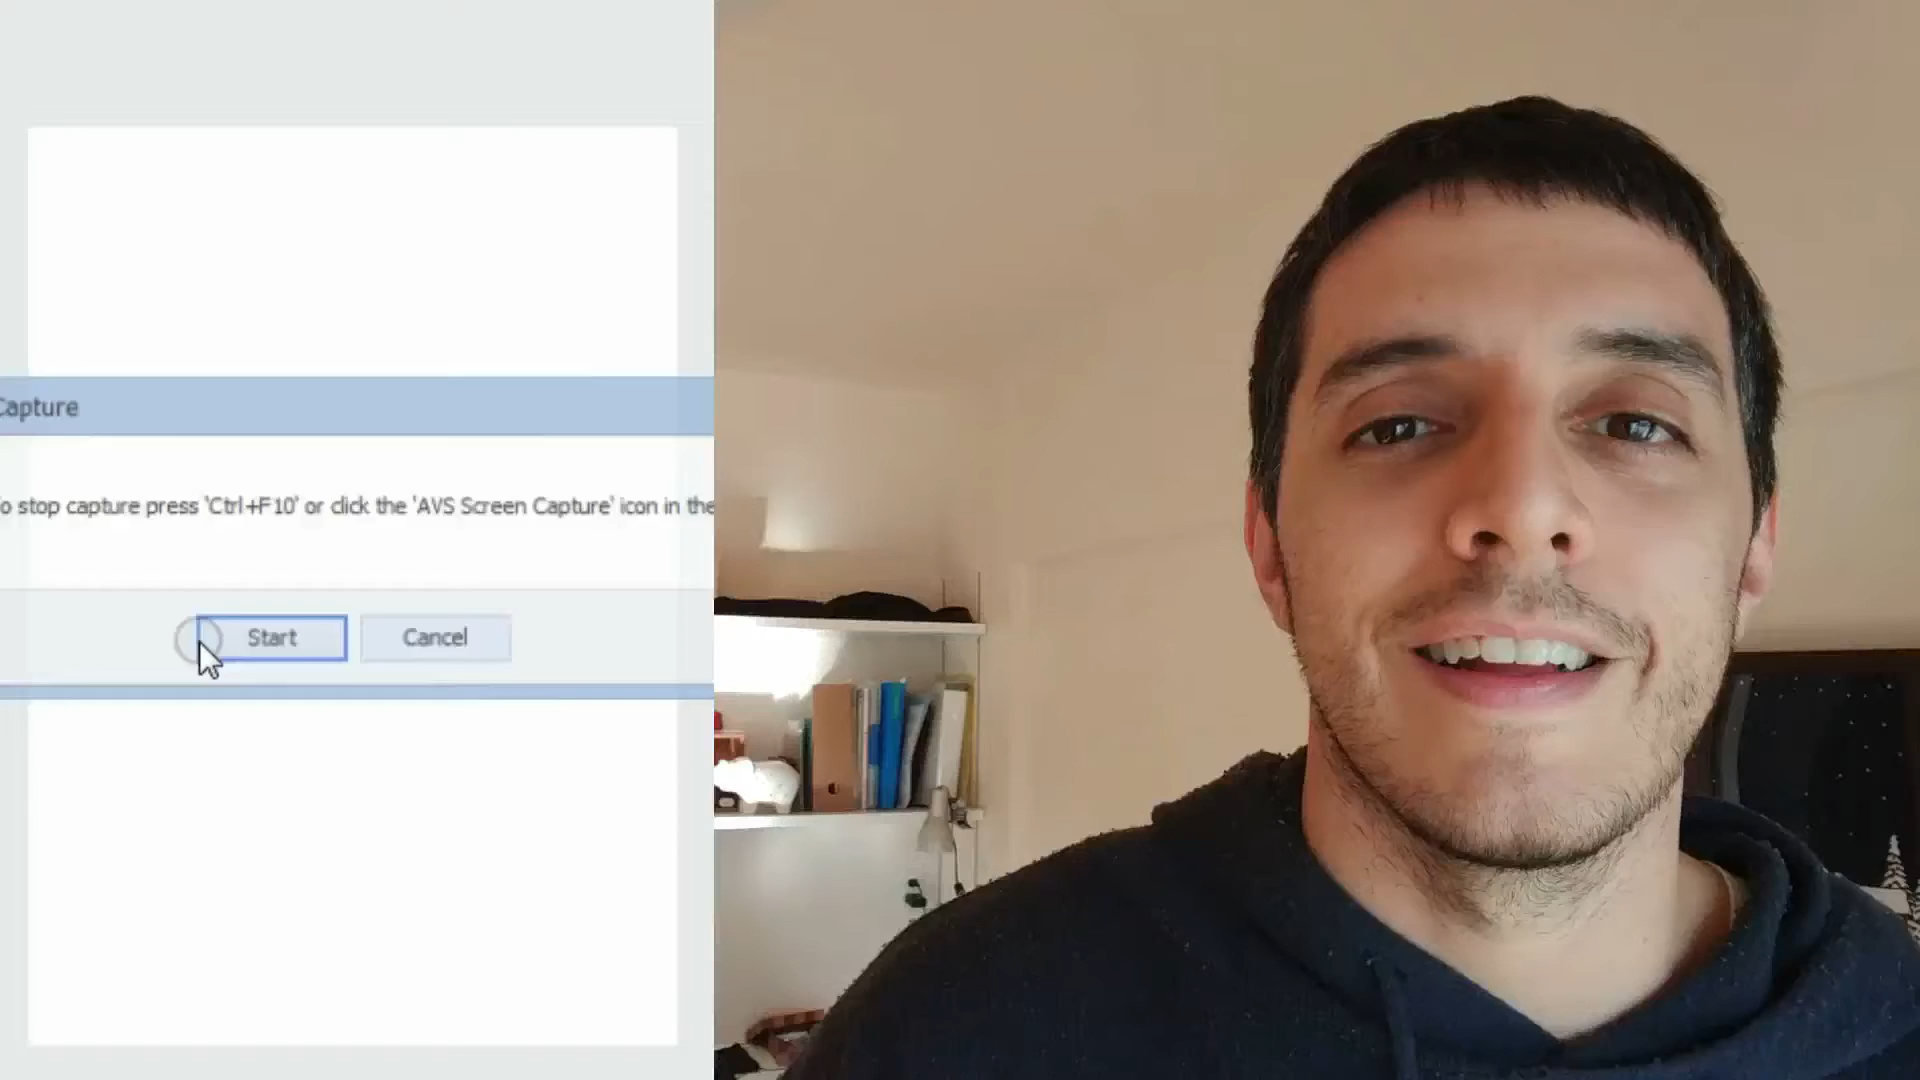 Capture
o stop capture press 'Ctrl+F10' or click the 'AVS Screen Capture' icon in the
Start
Cancel